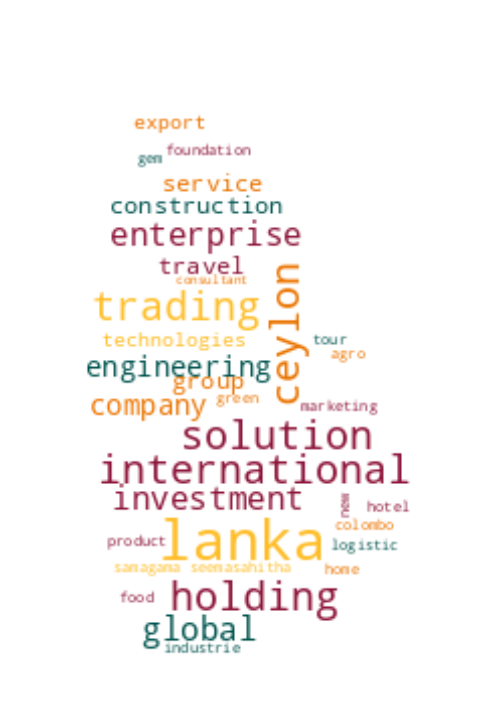 export
foundation
gem
service
construction
enterprise
travel
consultant
ceylon
trading
technologies
tour
agro
engineering
group
green
company
marketing
solution
international
investment
new
hotel
colombo
lanka
product
logistic
samagama
seemasahitha
home
food
holding
global
industrie